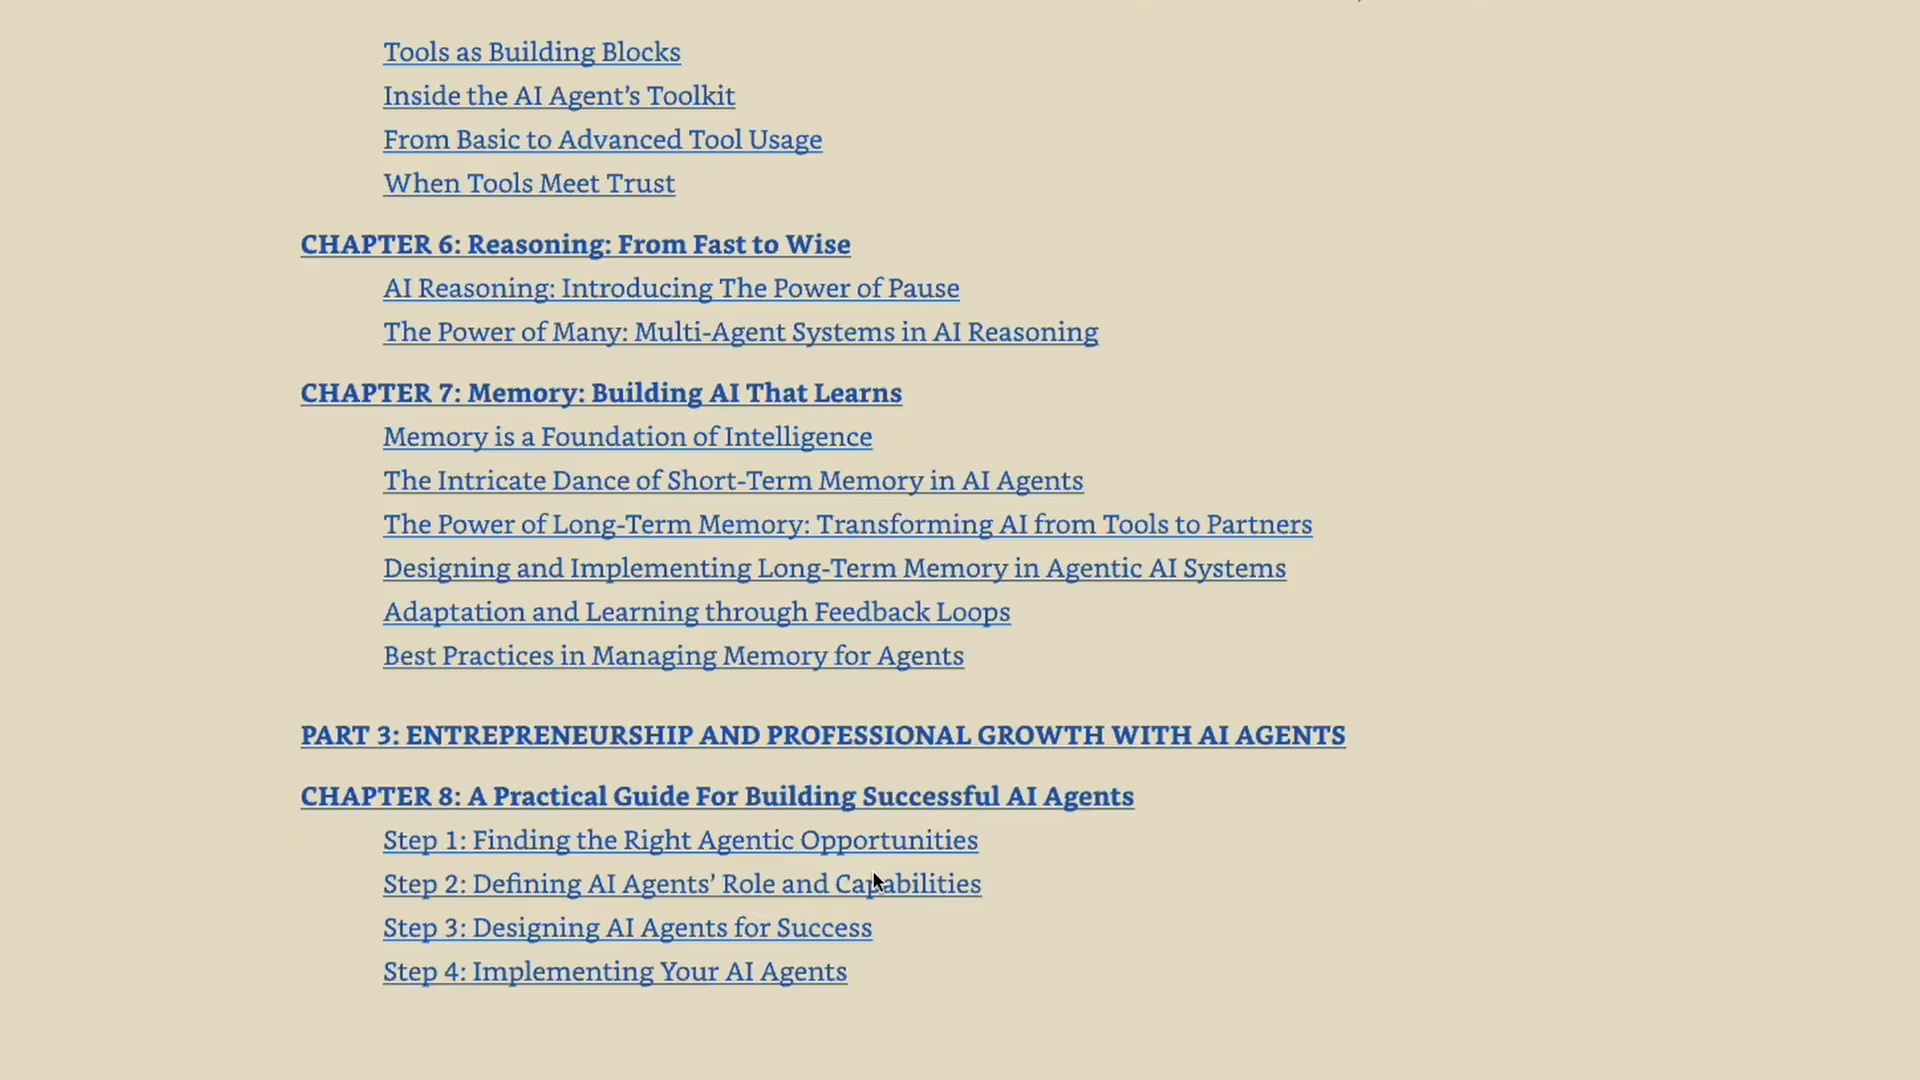 Tools as Building Blocks
Inside the AI Agent’s Toolkit
From Basic to Advanced Tool Usage
When Tools Meet Trust
CHAPTER 6: Reasoning: From Fast to Wise
AI Reasoning: Introducing The Power of Pause
The Power of Many: Multi-Agent Systems in AI Reasoning
CHAPTER 7: Memory: Building AI That Learns
Memory is a Foundation of Intelligence
The Intricate Dance of Short-Term Memory in AI Agents
The Power of Long-Term Memory: Transforming AI from Tools to Partners
Designing and Implementing Long-Term Memory in Agentic AI Systems
Adaptation and Learning through Feedback Loops
Best Practices in Managing Memory for Agents
PART 3: ENTREPRENEURSHIP AND PROFESSIONAL GROWTH WITH AI AGENTS
CHAPTER 8: A Practical Guide For Building Successful AI Agents
Step 1: Finding the Right Agentic Opportunities
Step 2: Defining AI Agents’ Role and Capabilities
Step 3: Designing AI Agents for Success
Step 4: Implementing Your AI Agents